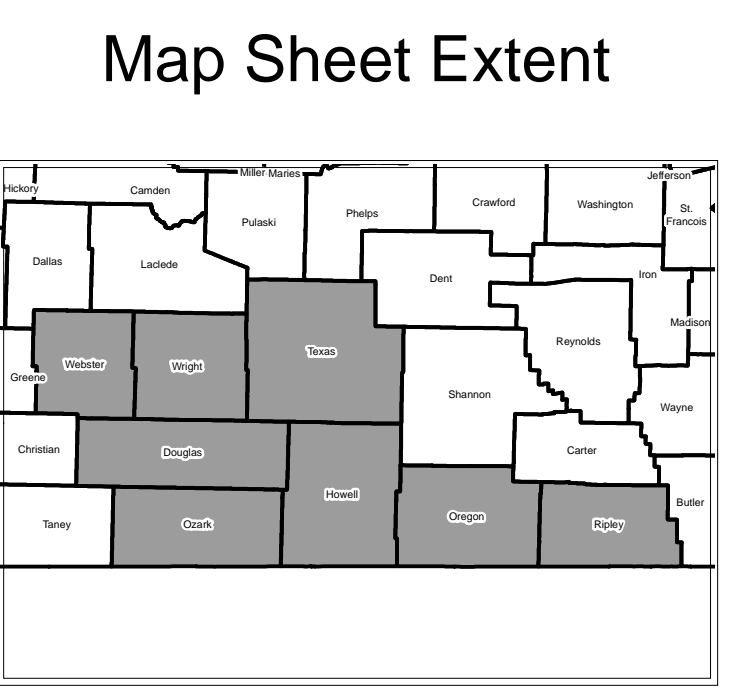 Map Sheet Extent
Miller Maries
Jefferson
Hickory
Camden
Crawford
Washington
St.
Francois
Pulaski
Phelps
Dallas
Laclede
Dent
Iron
Madison
Texas
Reynolds
Webster
Wright
Greene
Shannon
Wayne
Christian
Douglas
Carter
Howell
Butler
Taney
Ozark
Oregon
Ripley